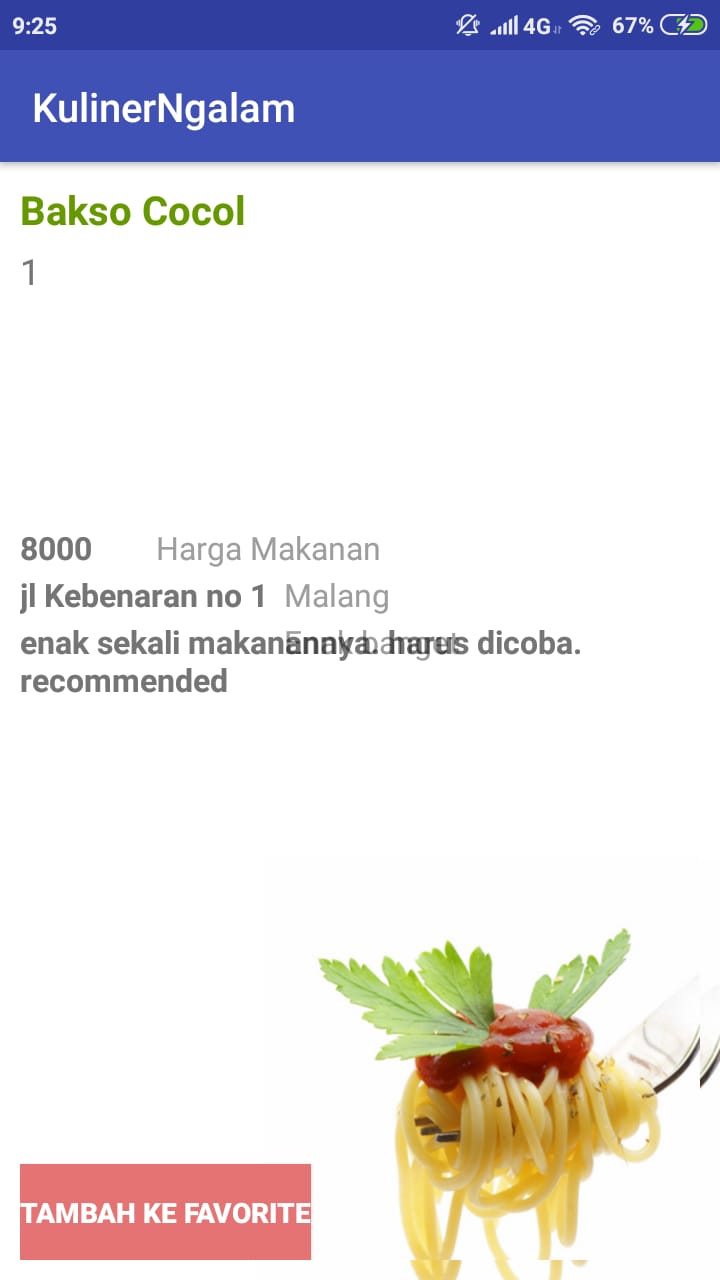 9:25 4G 67%
KulinerNgalam
Bakso Cocol
1
8000 Harga Makanan
jl Kebenaran no 1 Malang
enak sekali makanannya. harus dicoba.
recommended
TAMBAH KE FAVORITE